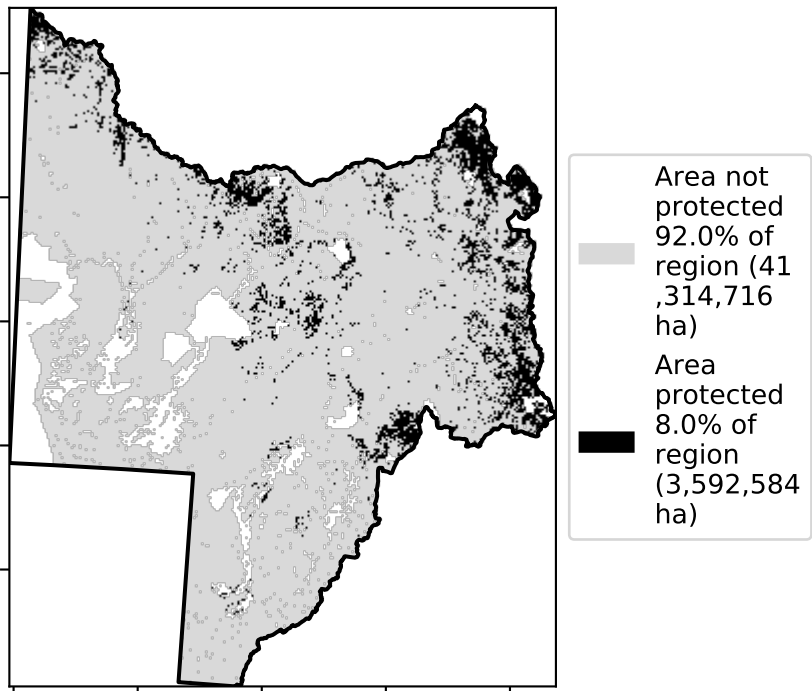 Area not
protected
92.0% of
region (41
,314,716
ha)
Area
protected
8.0% of
region
(3,592,584
ha)